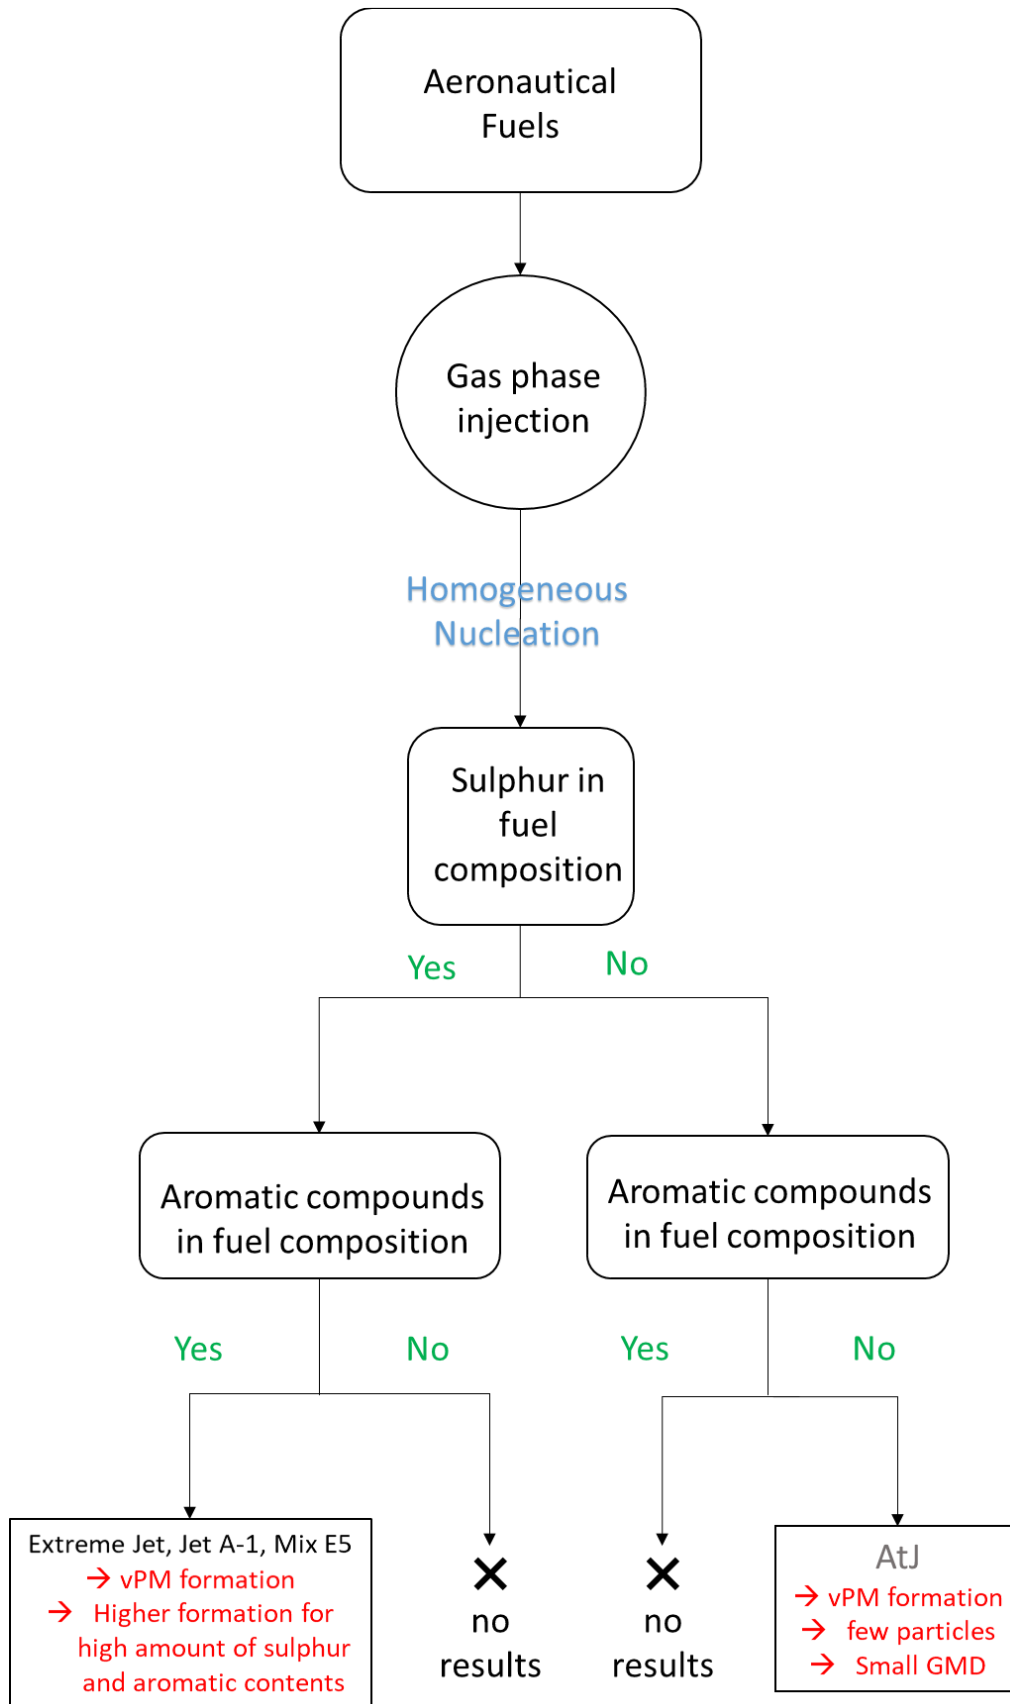 Aeronautical
Fuels
Gas phase
injection
Homogeneous
Nucleation
Sulphur in
fuel
composition
Yes
No
Aromatic compounds
in fuel composition
Aromatic compounds
in fuel composition
Yes
No
Yes
No
Extreme Jet, Jet A-1, Mix E5
→ vPM formation
→ Higher formation for
high amount of sulphur
and aromatic contents
no
results
no
results
AtJ
→ vPM formation
→ few particles
→ Small GMD